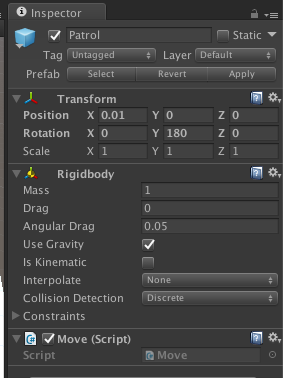 Inspector
Patrol Static
Tag Untagged Layer Default
Prefab Select Revert Apply
Transform
Position X 0.01 Y 0 Z 0
Rotation X 0 Y 180 Z 0
Scale X 1 Y 1 Z 1
Rigidbody
Mass 1
Drag 0
Angular Drag 0.05
Use Gravity
Is Kinematic
Interpolate None
Collision Detection Discrete
Constraints
Move (Script)
Script Move